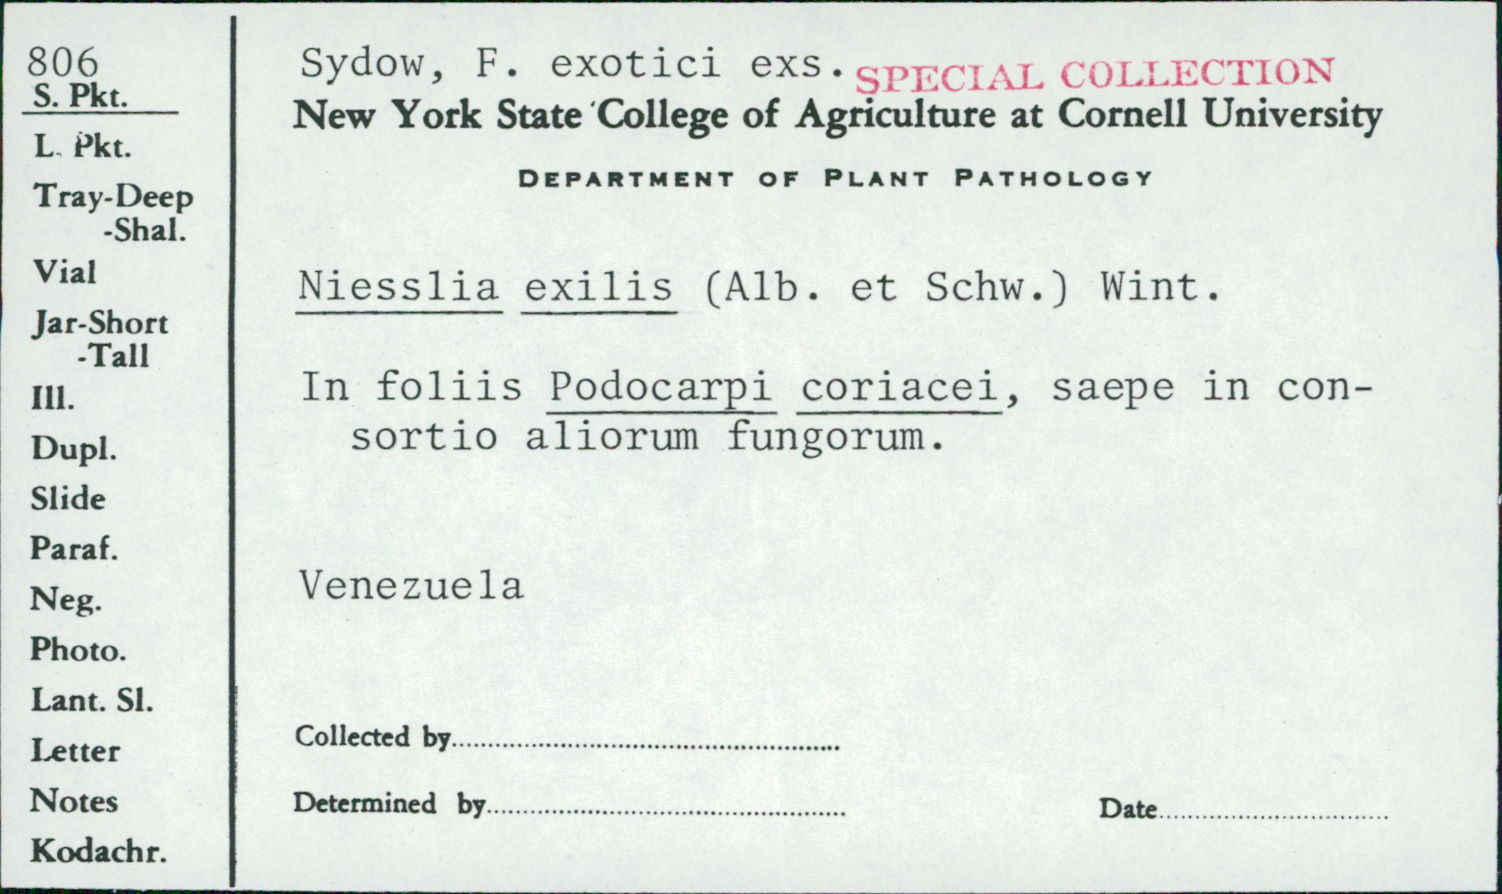 806
S. Pkt.
L. Pkt.
Tray-Deep
-Shal.
Vial
Jar-Short
-Tall
Ill.
Dupl.
Slide
Paraf.
Neg.
Photo.
Lant. Sl.
Letter
Notes
Kodachr.
Sydow, F. exotici exs. SPECIAL COLLECTION
New York State College of Agriculture at Cornell University
DEPARTMENT OF PLANT PATHOLOGY
Niesslia exilis (Alb. et Schw.) Wint.
In foliis Podocarpi coriacei, saepe in con-
sortio aliorum fungorum.
Venezuela
Collected by
Determined by
Date